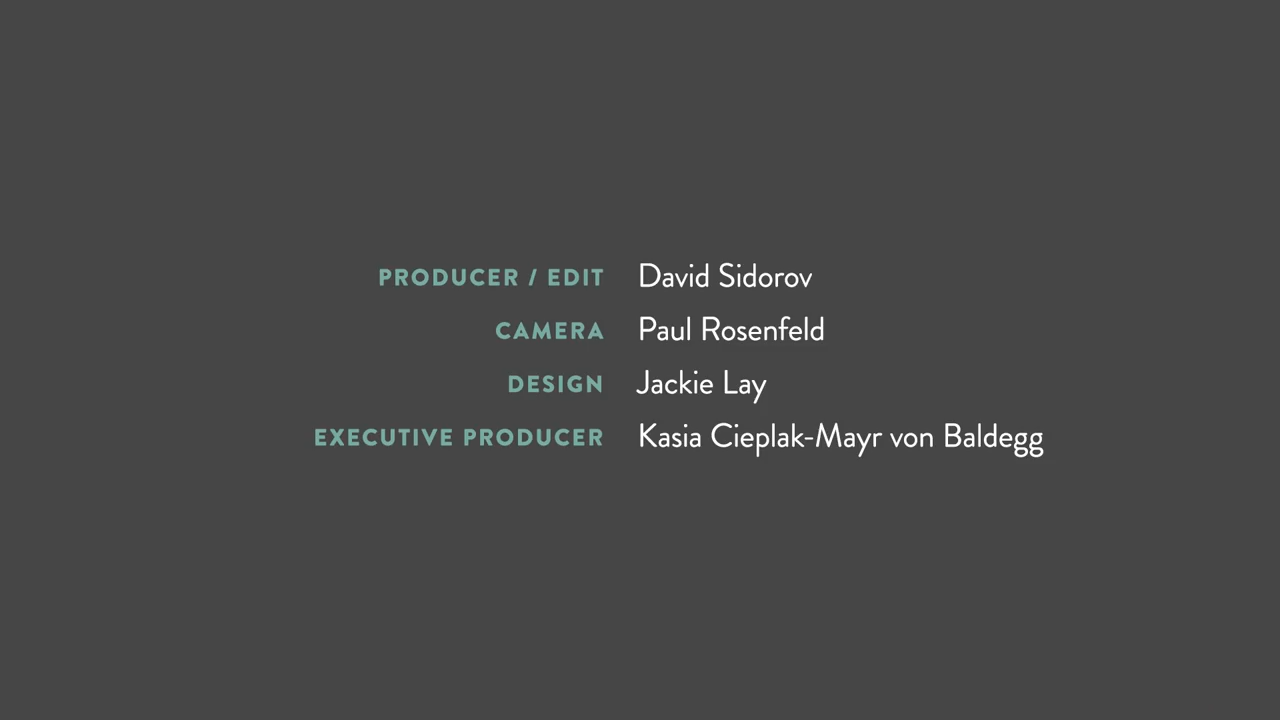 PRODUCER / EDIT David Sidorov
CAMERA Paul Rosenfeld
DESIGN Jackie Lay
EXECUTIVE PRODUCER Kasia Cieplak-Mayr von Baldegg